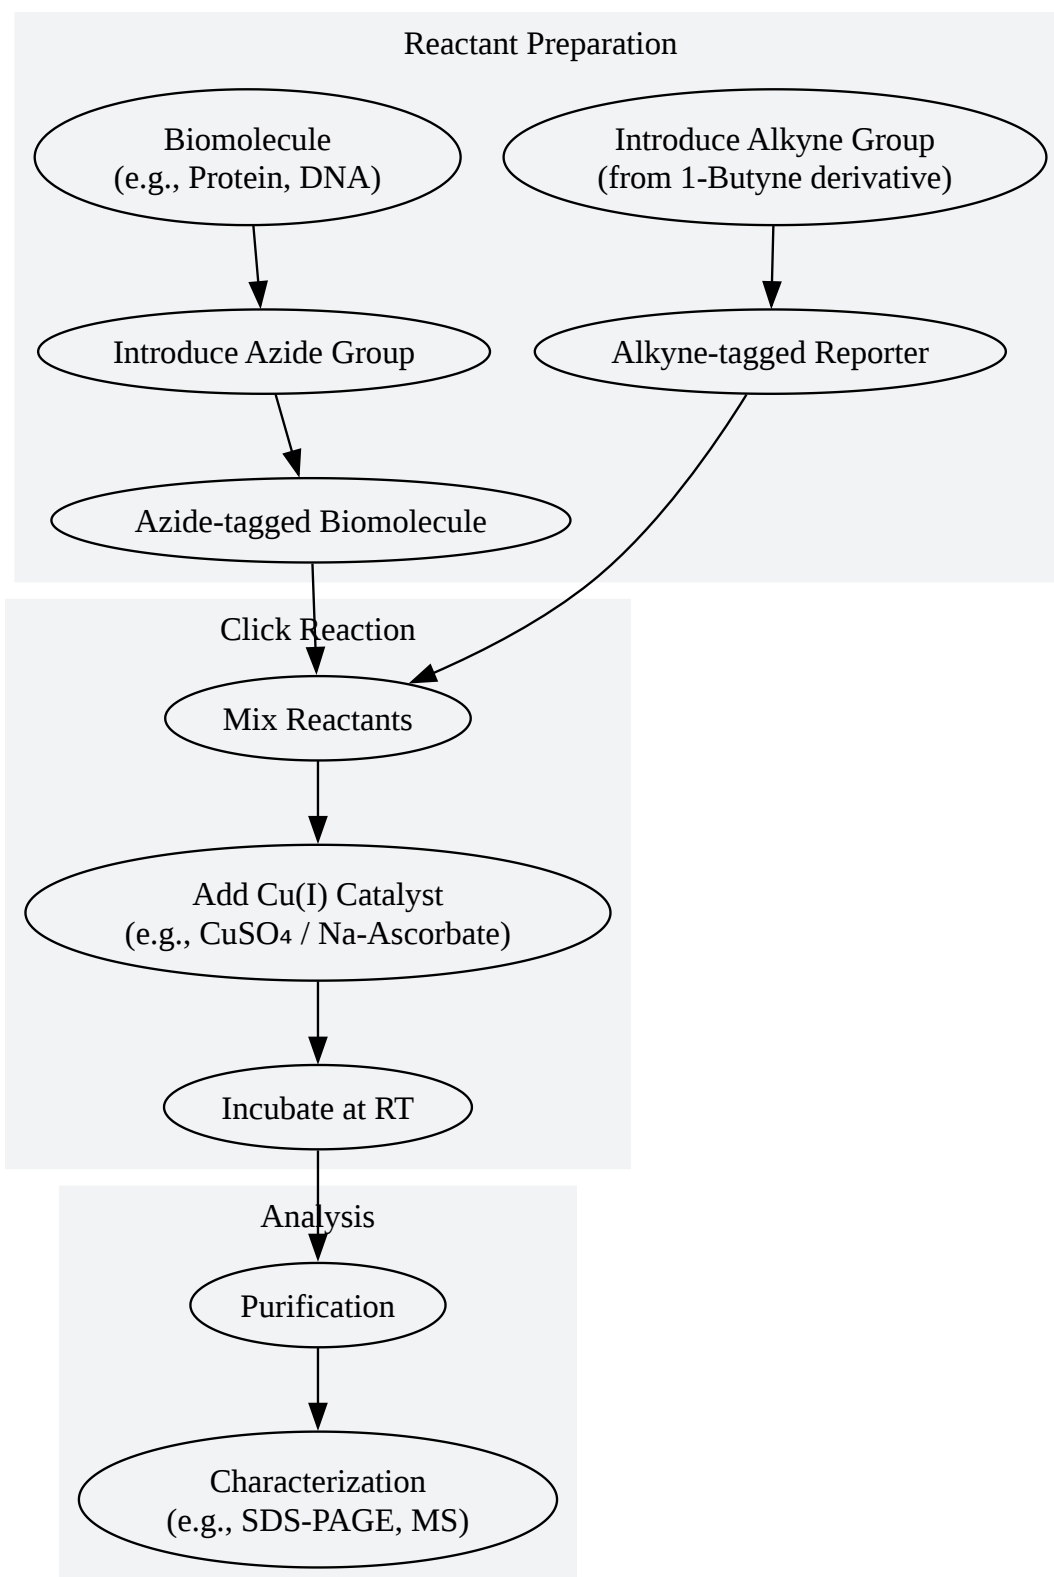 Reactant Preparation
Biomolecule
(e.g., Protein, DNA)
Introduce Alkyne Group
(from 1-Butyne derivative)
Introduce Azide Group
Alkyne-tagged Reporter
Azide-tagged Biomolecule
Click Reaction
Mix Reactants
Add Cu(I) Catalyst
(e.g., CuSO₄ / Na-Ascorbate)
Incubate at RT
Analysis
Purification
Characterization
(e.g., SDS-PAGE, MS)